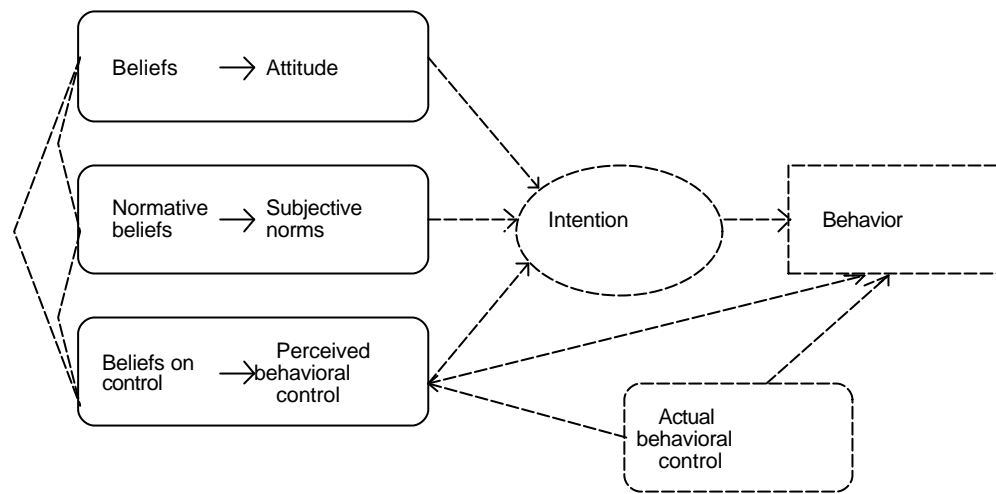 Beliefs
Attitude
Normative
beliefs
Subjective
norms
Intention
Behavior
Beliefs on
control
Perceived
behavioral
control
Actual
behavioral
control